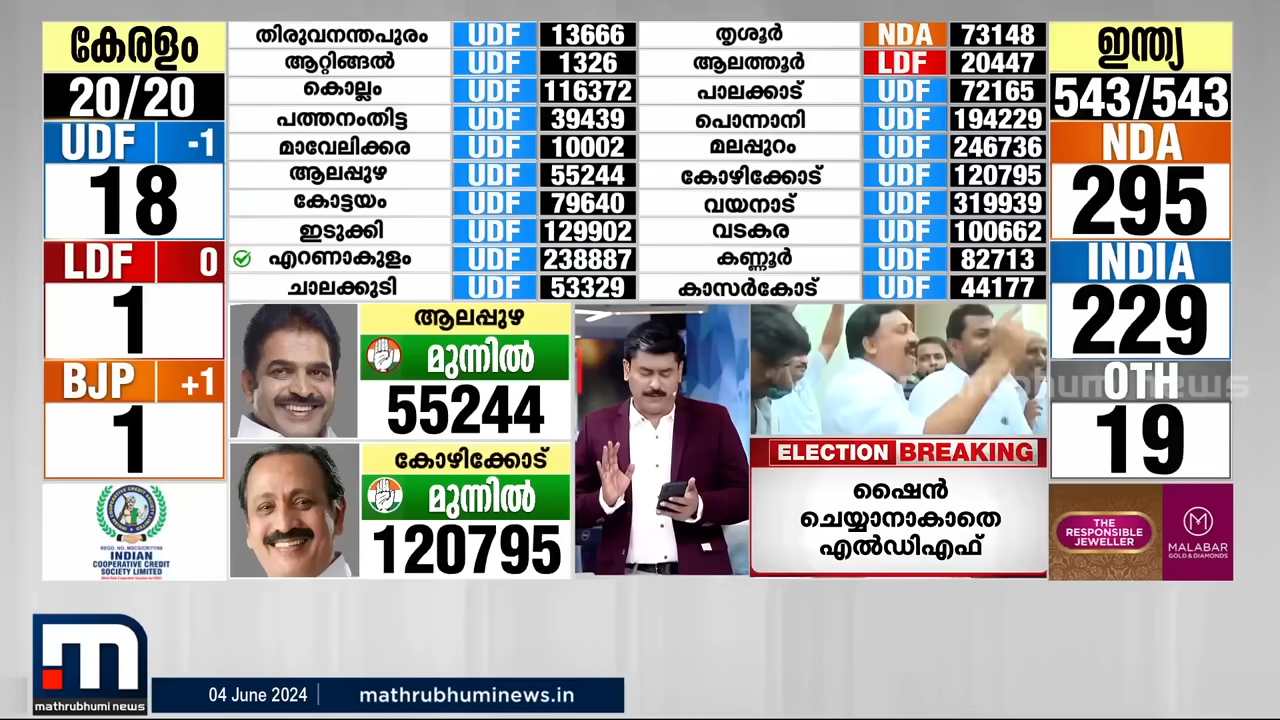 കേരളം
20/20
UDF -1
18
LDF 0
1
BJP +1
1
തിരുവനന്തപുരം UDF 13666
ആറ്റിങ്ങൽ UDF 1326
കൊല്ലം UDF 116372
പത്തനംതിട്ട UDF 39439
മാവേലിക്കര UDF 10002
ആലപ്പുഴ UDF 55244
കോട്ടയം UDF 79640
ഇടുക്കി UDF 129902
എറണാകുളം UDF 238887
ചാലക്കുടി UDF 53329
തൃശൂർ NDA 73148
ആലത്തൂർ LDF 20447
പാലക്കാട് UDF 72165
പൊന്നാനി UDF 194229
മലപ്പുറം UDF 246736
കോഴിക്കോട് UDF 120795
വയനാട് UDF 319939
വടകര UDF 100662
കണ്ണൂർ UDF 82713
കാസർകോട് UDF 44177
ഇന്ത്യ
543/543
NDA
295
INDIA
229
OTH
19
ആലപ്പുഴ
മുന്നിൽ
55244
കോഴിക്കോട്
മുന്നിൽ
120795
mathrubhumi news
ELECTION BREAKING
ഷൈൻ
ചെയ്യാനാകാതെ
എൽഡിഎഫ്
INDIAN
COOPERATIVE CREDIT
SOCIETY LIMITED
THE
RESPONSIBLE
JEWELLER
MALABAR
GOLD & DIAMONDS
mathrubhumi news
04 June 2024
mathrubhuminews.in